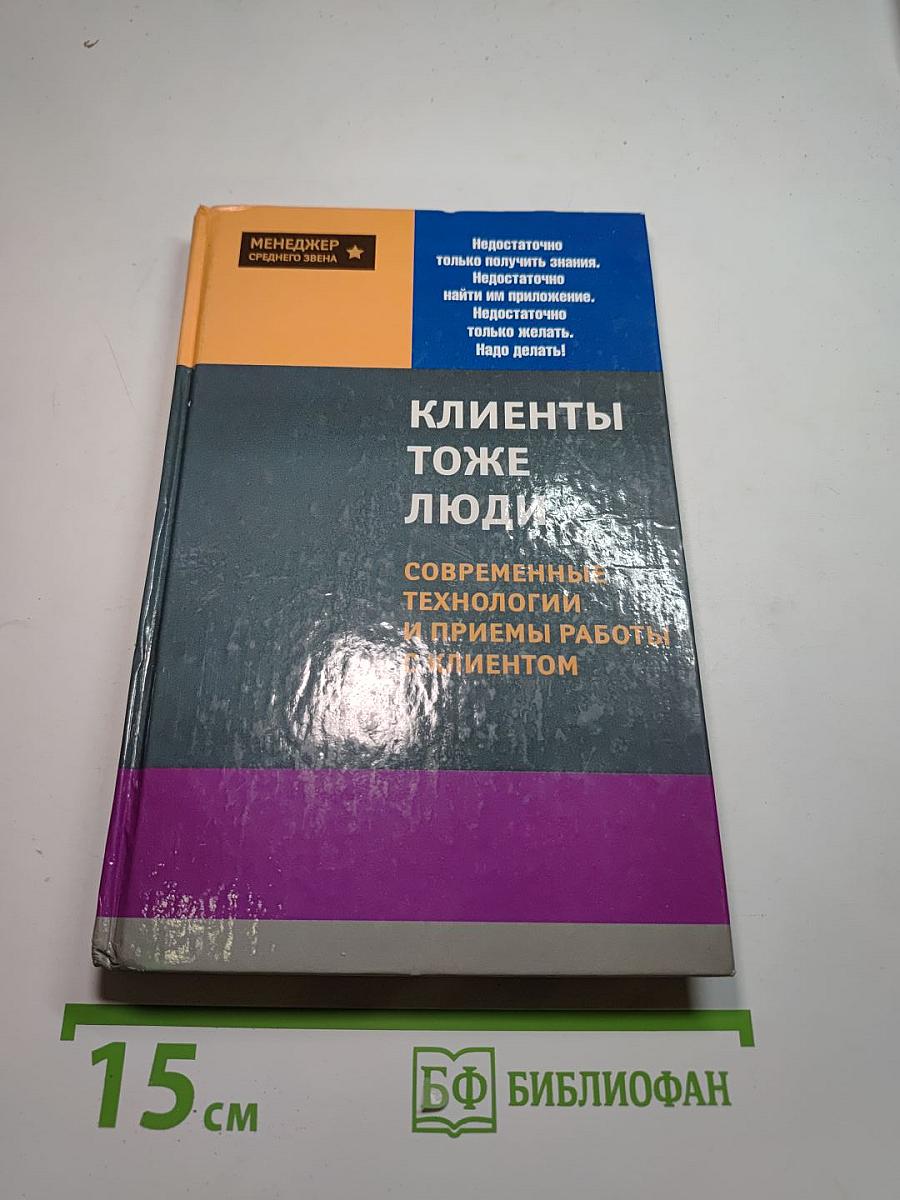 МЕНЕДЖЕР
СРЕДНЕГО ЗВЕНА
Недостаточно
только получить знания.
Недостаточно
найти им приложение.
Недостаточно
только желать.
Надо делать!
КЛИЕНТЫ
ТОЖЕ
ЛЮДИ
СОВРЕМЕННЫЕ
ТЕХНОЛОГИИ
И ПРИЕМЫ РАБОТЫ
С КЛИЕНТОМ
15 см
БФ БИБЛИОФАН